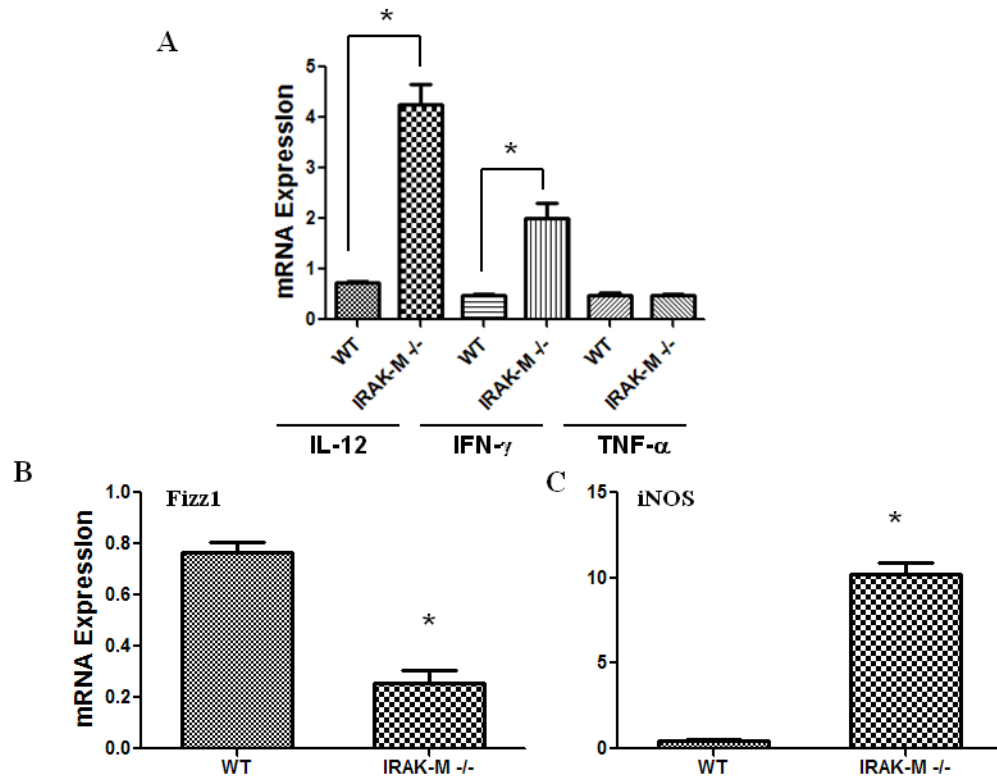 A
*
*
mRNA Expression
5
4
3
2
1
0
WT
IRAK-M -/-
WT
IRAK-M -/-
WT
IRAK-M -/-
IL-12
IFN-γ
TNF-α
B
Fizz1
mRNA Expression
1.0
0.8
0.6
0.4
0.2
0.0
*
WT
IRAK-M -/-
C
iNOS
15
10
5
0
*
WT
IRAK-M -/-